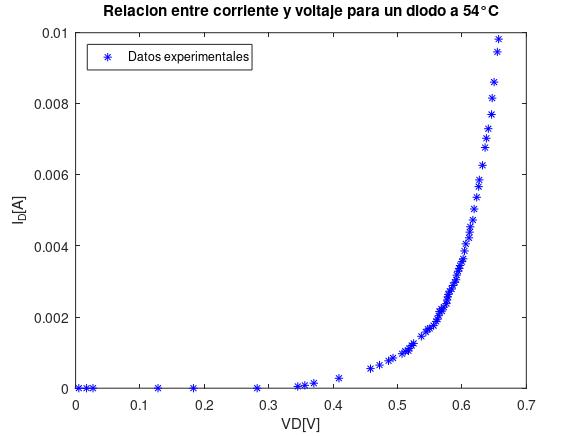 Relacion entre corriente y voltaje para un diodo a 54°C
Datos experimentales
0.01
0.008
0.006
0.004
0.002
0
I_D[A]
0 0.1 0.2 0.3 0.4 0.5 0.6 0.7
VD[V]